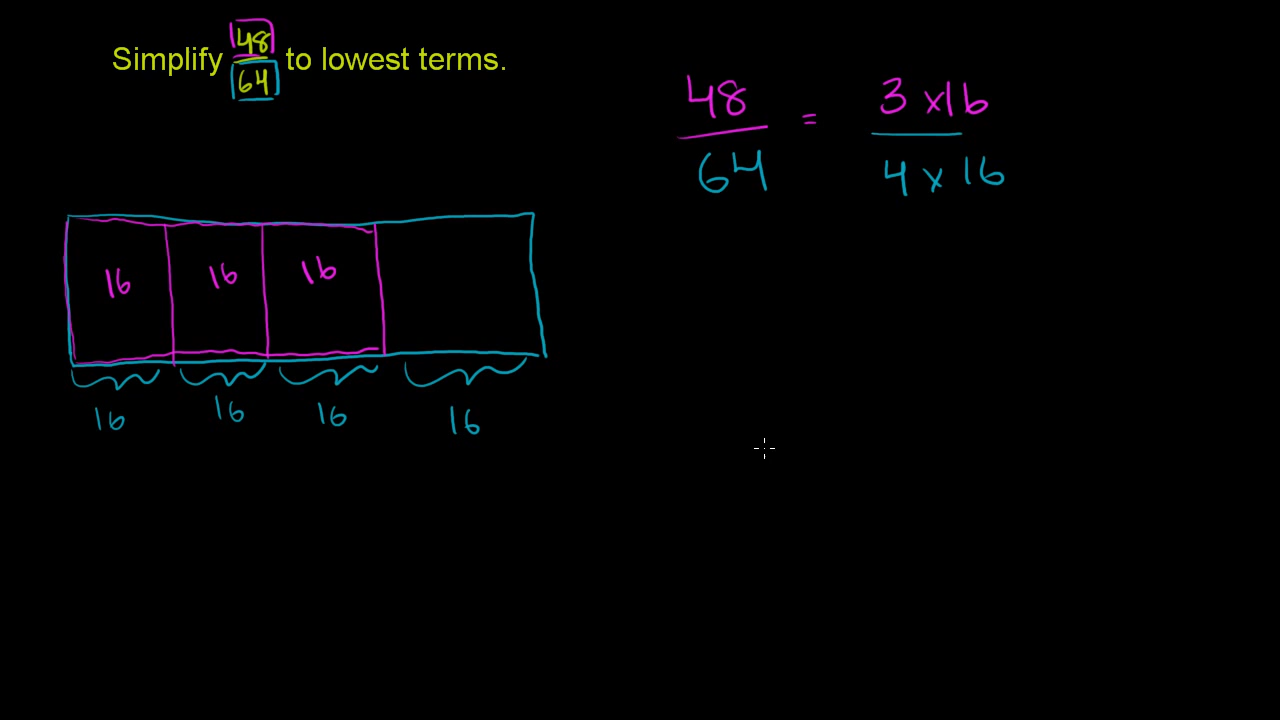 Simplify 48/64 to lowest terms.
48/64 = 3 x 16/4 x 16
16 16 16
16 16 16 16